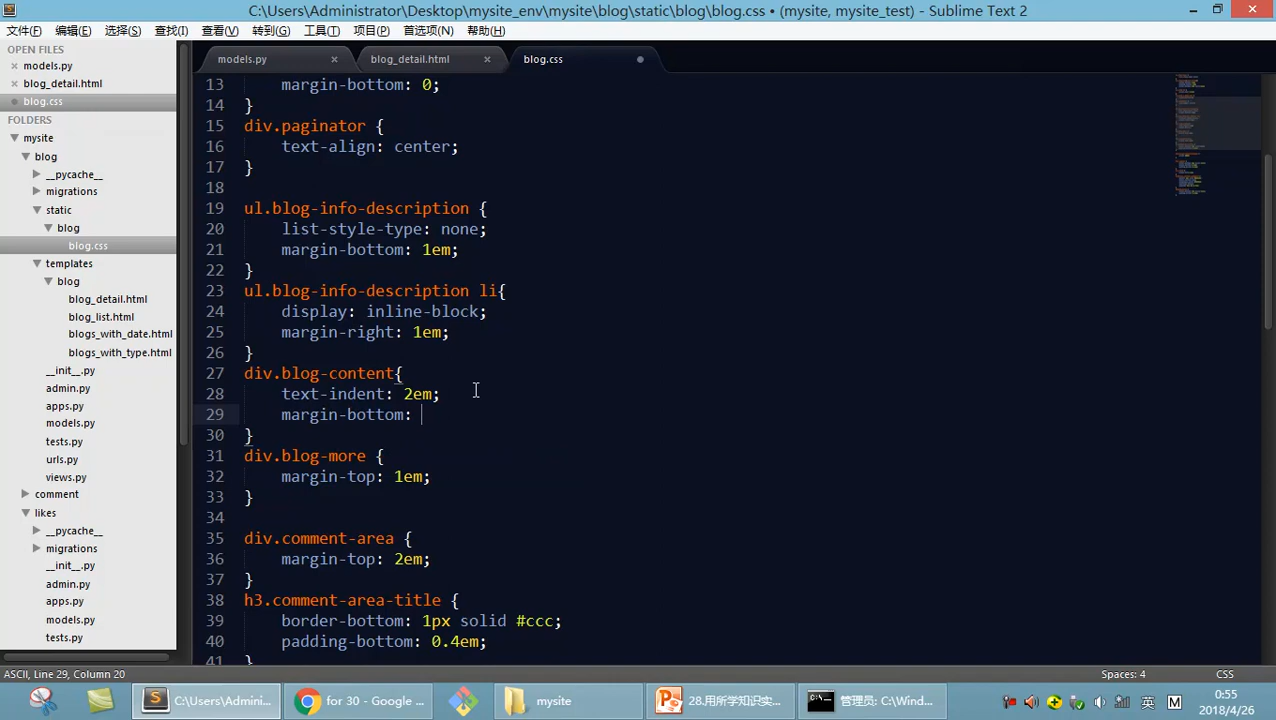 C:\Users\Administrator\Desktop\mysite_env\mysite\blog\static\blog\blog.css • (mysite, mysite_test) - Sublime Text 2
文件(F) 编辑(E) 选择(S) 查找(I) 查看(V) 转到(G) 工具(T) 项目(P) 首选项(N) 帮助(H)
OPEN FILES
models.py
blog_detail.html
blog.css
FOLDERS
mysite
blog
__pycache__
migrations
static
blog
blog.css
templates
blog
blog_detail.html
blog_list.html
blogs_with_date.html
blogs_with_type.html
__init__.py
admin.py
apps.py
models.py
tests.py
urls.py
views.py
comment
likes
__pycache__
migrations
__init__.py
admin.py
apps.py
models.py
tests.py
models.py blog_detail.html blog.css
13 margin-bottom: 0;
14 }
15 div.paginator {
16 text-align: center;
17 }
18
19 ul.blog-info-description {
20 list-style-type: none;
21 margin-bottom: 1em;
22 }
23 ul.blog-info-description li{
24 display: inline-block;
25 margin-right: 1em;
26 }
27 div.blog-content{
28 text-indent: 2em;
29 margin-bottom:
30 }
31 div.blog-more {
32 margin-top: 1em;
33 }
34
35 div.comment-area {
36 margin-top: 2em;
37 }
38 h3.comment-area-title {
39 border-bottom: 1px solid #ccc;
40 padding-bottom: 0.4em;
41 }
ASCII, Line 29, Column 20 Spaces: 4 CSS
C:\Users\Admini... for 30 - Google ... mysite 28.用所学知识实... 管理员: C:\Wind... 英 M 0:55
2018/4/26